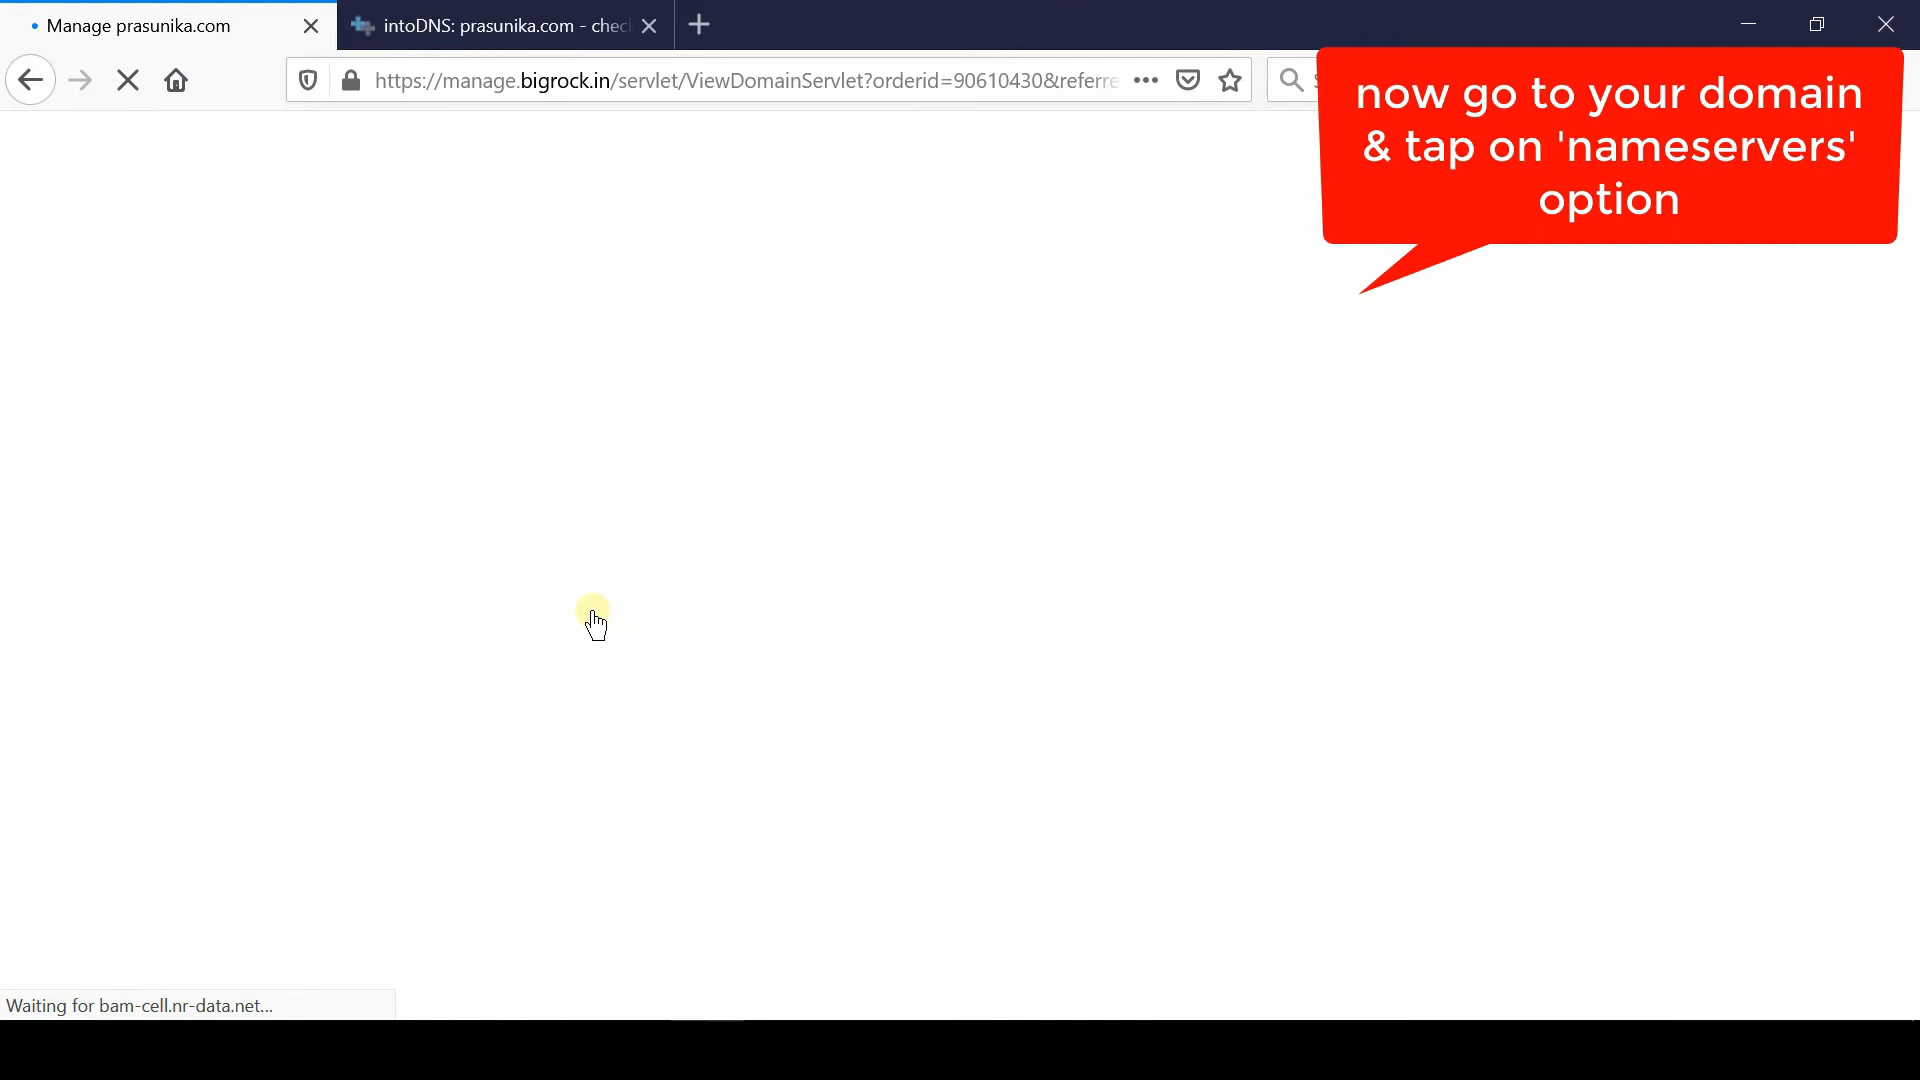 Manage prasunika.com
intoDNS: prasunika.com - chec
https://manage.bigrock.in/servlet/ViewDomainServlet?orderid=90610430&referre
now go to your domain
& tap on 'nameservers'
option
Waiting for bam-cell.nr-data.net...